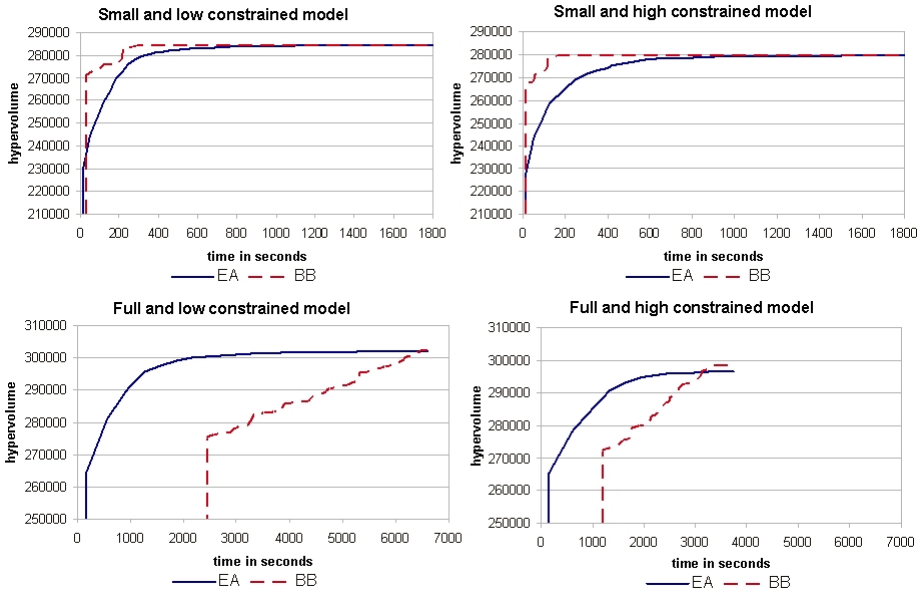 Small and low constrained model
290000
280000
270000
260000
250000
240000
230000
220000
210000
hypervolume
0 200 400 600 800 1000 1200 1400 1600 1800
time in seconds
EA BB
Small and high constrained model
290000
280000
270000
260000
250000
240000
230000
220000
210000
hypervolume
0 200 400 600 800 1000 1200 1400 1600 1800
time in seconds
EA BB
Full and low constrained model
310000
300000
290000
280000
270000
260000
250000
hypervolume
0 1000 2000 3000 4000 5000 6000 7000
time in seconds
EA BB
Full and high constrained model
310000
300000
290000
280000
270000
260000
250000
hypervolume
0 1000 2000 3000 4000 5000 6000 7000
time in seconds
EA BB